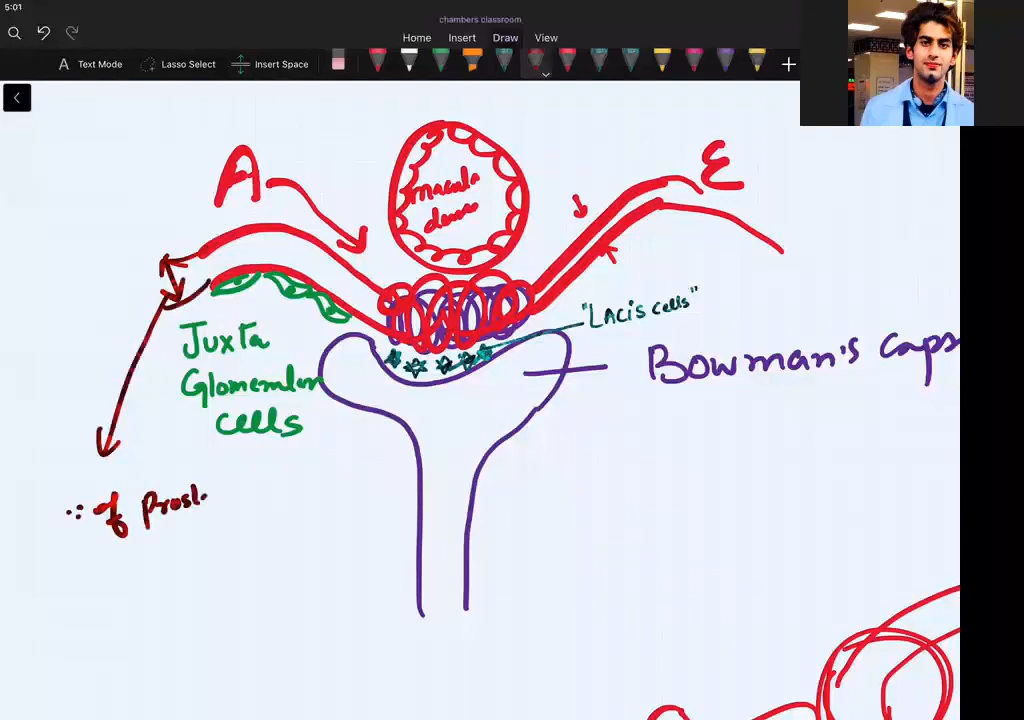 5:01
chambers classroom
Home Insert Draw View
Text Mode Lasso Select Insert Space
A
E
macula
densa
"Lacis cells"
Juxta
Glomerular
cells
Bowman's caps
∵ of Prost